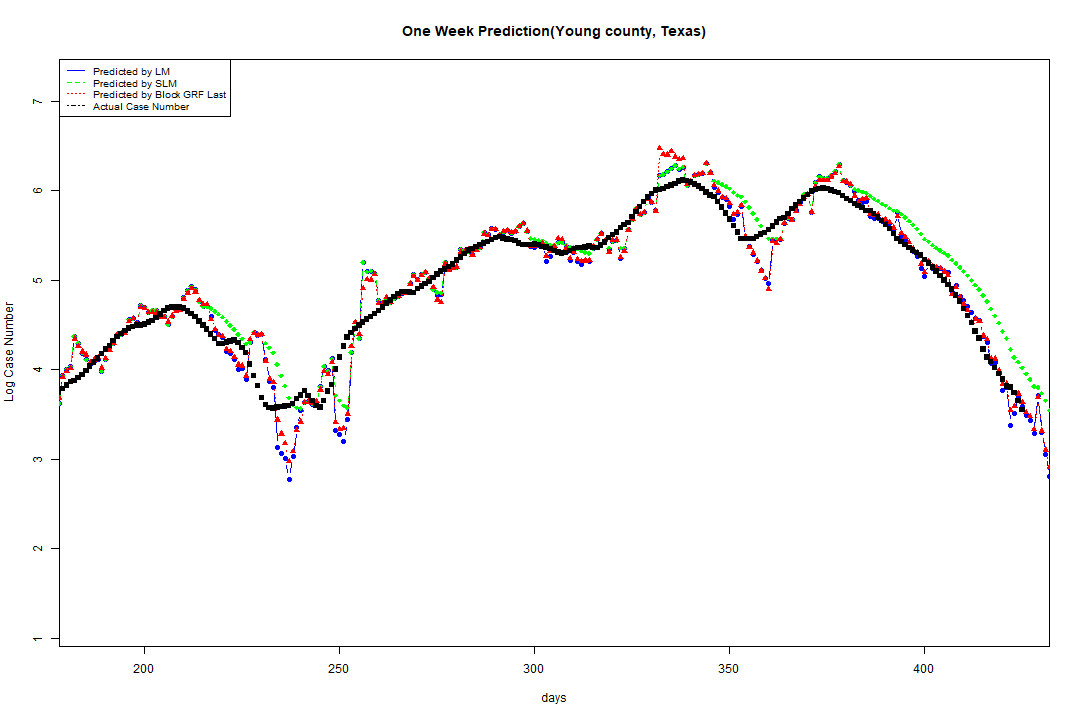 One Week Prediction(Young county, Texas)
Predicted by LM
Predicted by SLM
Predicted by Block GRF Last
Actual Case Number
7
6
5
4
3
2
1
Log Case Number
200 250 300 350 400
days